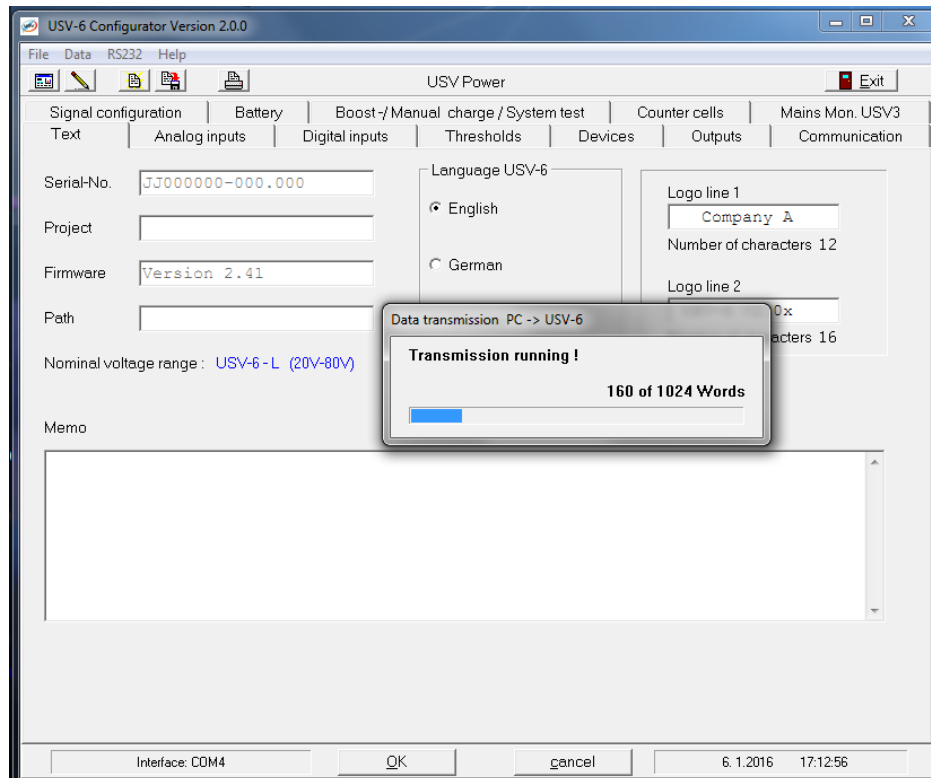 USV-6 Configurator Version 2.0.0
File Data RS232 Help
USV Power
Exit
Signal configuration Battery Boost-/ Manual charge / System test Counter cells Mains Mon. USV3
Text Analog inputs Digital inputs Thresholds Devices Outputs Communication
Serial-No. JJ000000-000.000
Project
Firmware Version 2.41
Path
Nominal voltage range : USV-6 - L (20V-80V)
Language USV-6
English
German
Logo line 1
Company A
Number of characters 12
Logo line 2
0x
acters 16
Data transmission PC -> USV-6
Transmission running !
160 of 1024 Words
Memo
Interface: COM4
OK
cancel
6. 1.2016 17:12:56